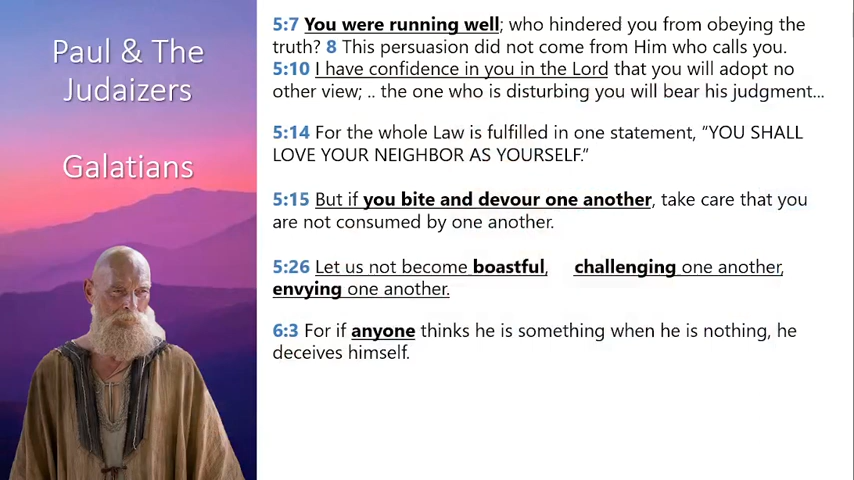 Paul & The
Judaizers
Galatians
5:7 You were running well; who hindered you from obeying the
truth? 8 This persuasion did not come from Him who calls you.
5:10 I have confidence in you in the Lord that you will adopt no
other view; .. the one who is disturbing you will bear his judgment...
5:14 For the whole Law is fulfilled in one statement, "YOU SHALL
LOVE YOUR NEIGHBOR AS YOURSELF."
5:15 But if you bite and devour one another, take care that you
are not consumed by one another.
5:26 Let us not become boastful, challenging one another,
envying one another.
6:3 For if anyone thinks he is something when he is nothing, he
deceives himself.